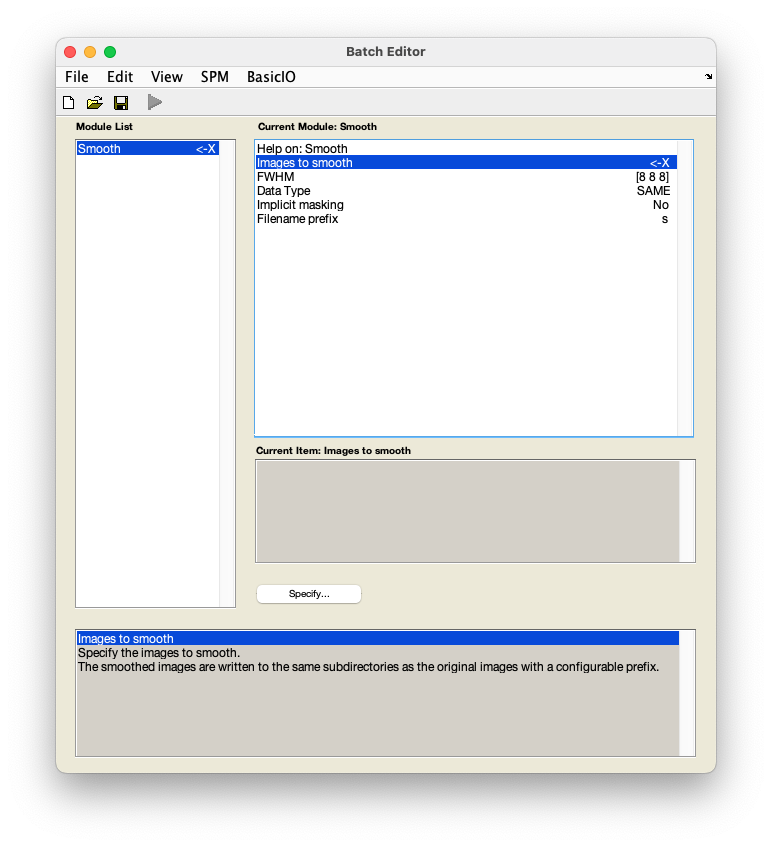 Batch Editor
File Edit View SPM BasicIO
Module List
Smooth <-X
Current Module: Smooth
Help on: Smooth
Images to smooth <-X
FWHM [8 8 8]
Data Type SAME
Implicit masking No
Filename prefix s
Current Item: Images to smooth
Specify...
Images to smooth
Specify the images to smooth.
The smoothed images are written to the same subdirectories as the original images with a configurable prefix.